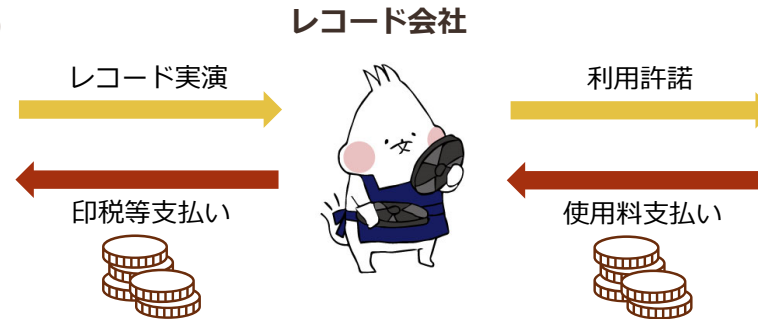 レコード会社
レコード実演
利用許諾
印税等支払い
使用料支払い